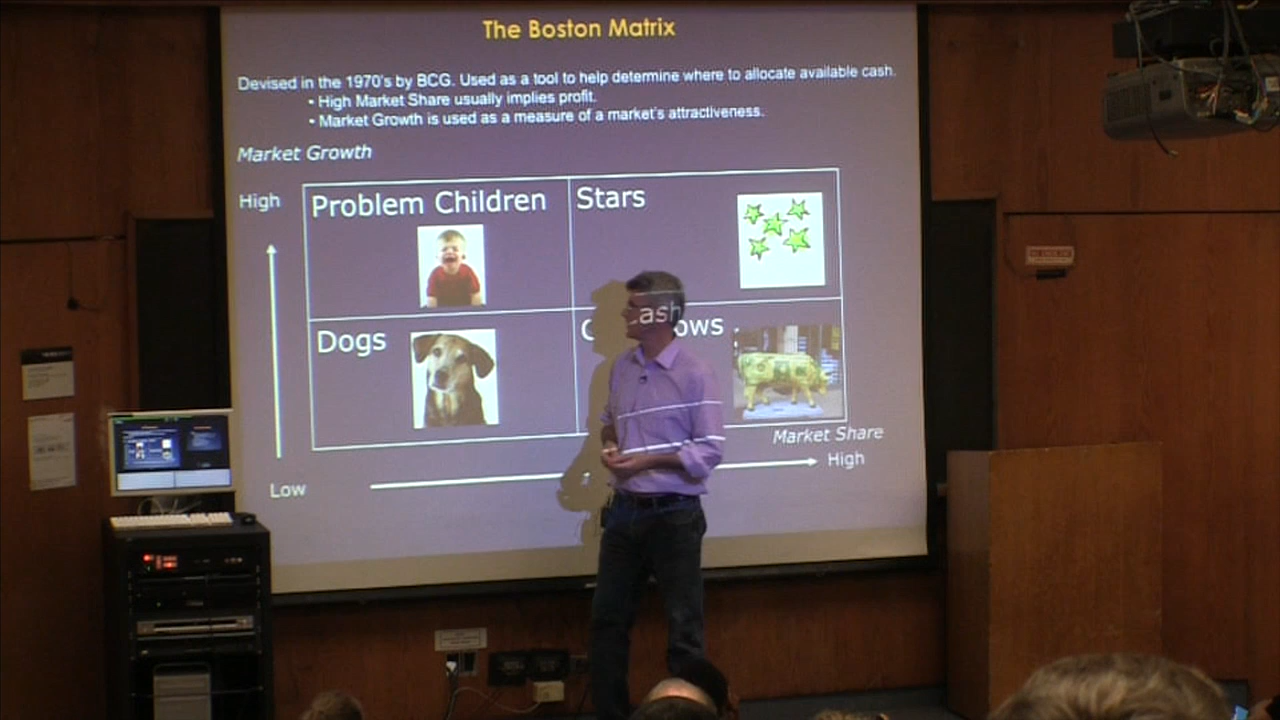 The Boston Matrix
Devised in the 1970's by BCG. Used as a tool to help determine where to allocate available cash.
• High Market Share usually implies profit.
• Market Growth is used as a measure of a market's attractiveness.
Market Growth
High
Problem Children
Stars
Dogs
Cash
ows
Market Share
High
Low